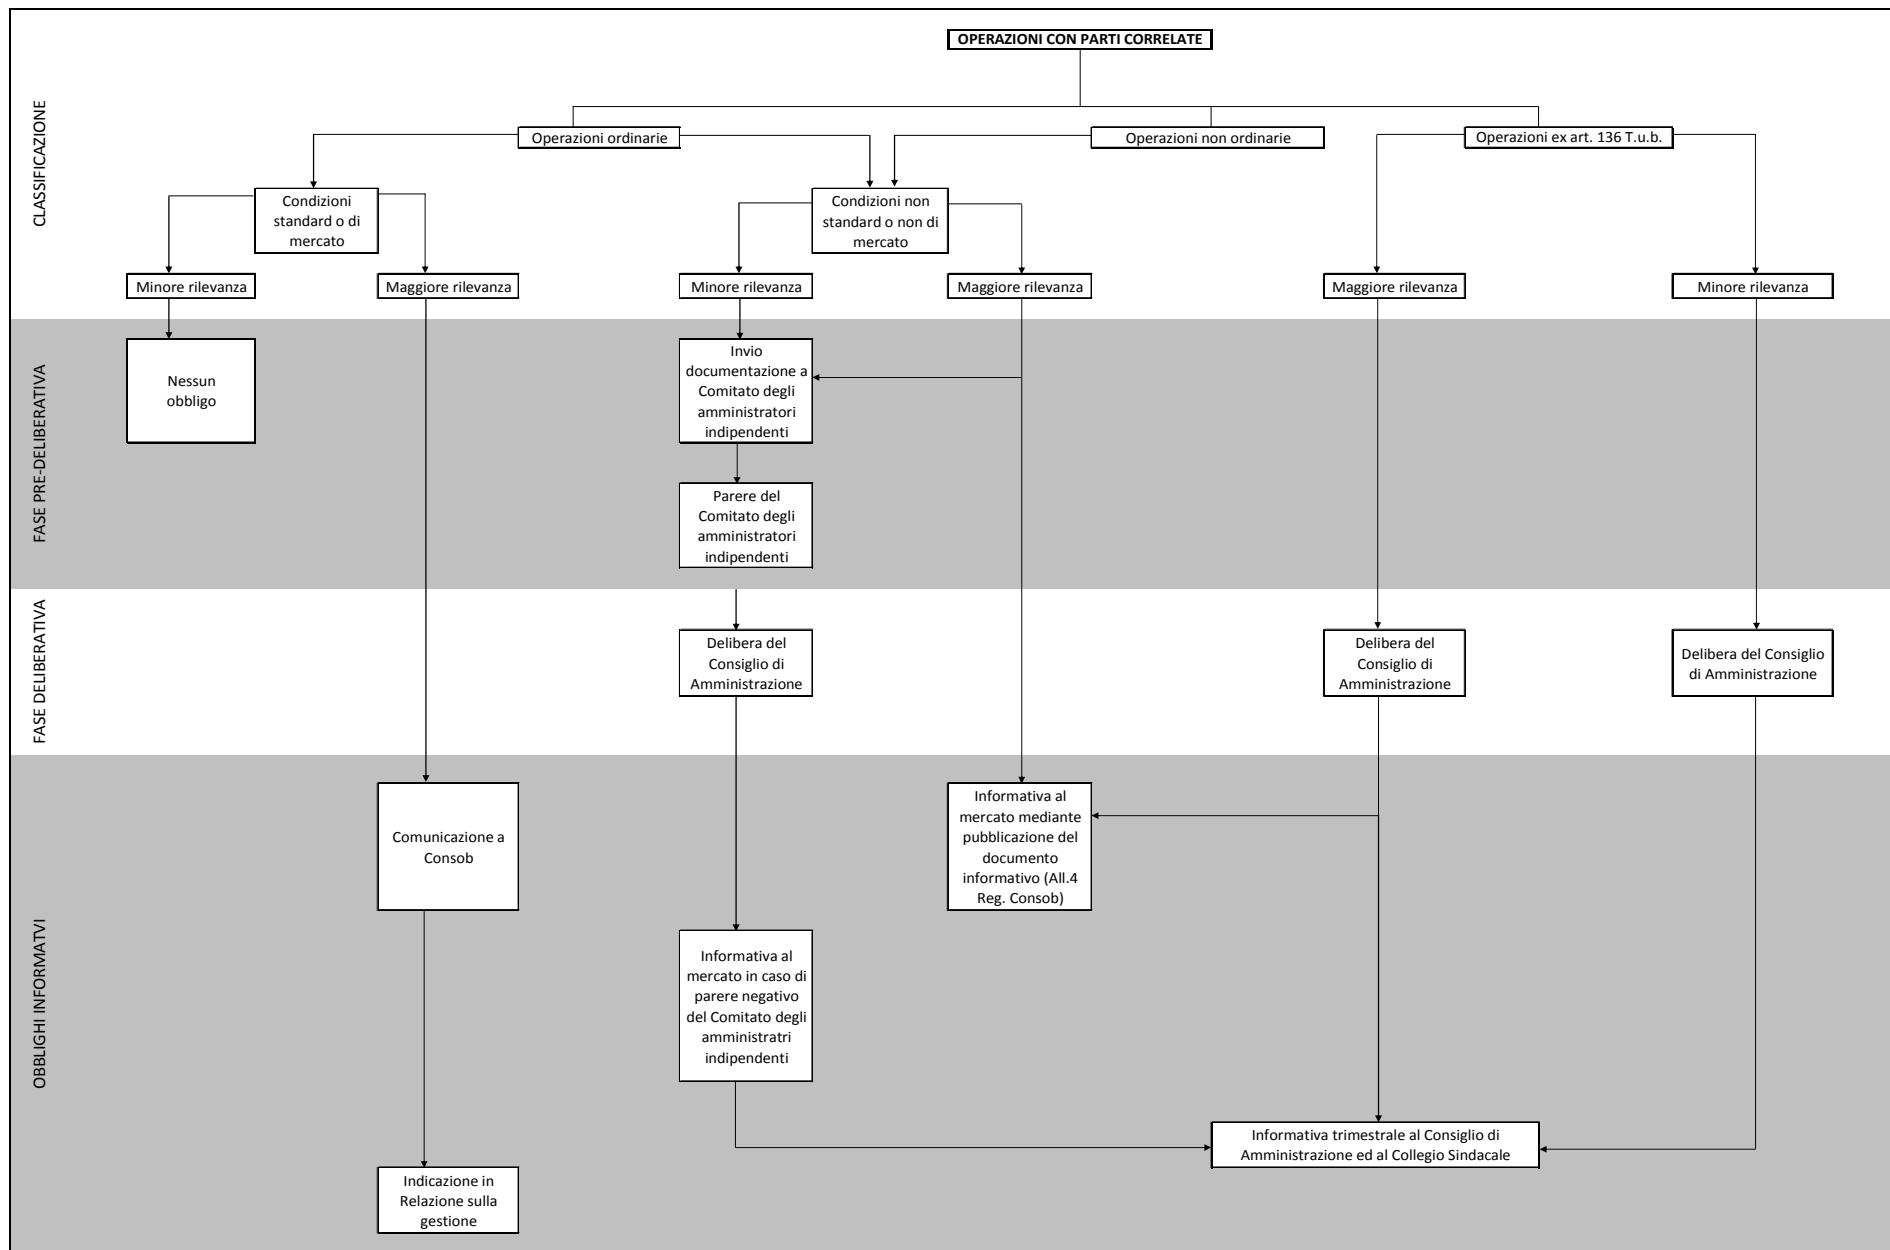 OPERAZIONI CON PARTI CORRELATE
CLASSIFICAZIONE
Operazioni ordinarie
Operazioni non ordinarie
Operazioni ex art. 136 T.u.b.
Condizioni
standard o di
mercato
Condizioni non
standard o non di
mercato
Minore rilevanza
Maggiore rilevanza
Minore rilevanza
Maggiore rilevanza
Maggiore rilevanza
Minore rilevanza
FASE PRE-DELIBERATIVA
Nessun
obbligo
Invio
documentazione a
Comitato degli
amministratori
indipendenti
Parere del
Comitato degli
amministratori
indipendenti
FASE DELIBERATIVA
Delibera del
Consiglio di
Amministrazione
Delibera del
Consiglio di
Amministrazione
Delibera del Consiglio
di Amministrazione
OBBLIGHI INFORMATVI
Comunicazione a
Consob
Informativa al
mercato mediante
pubblicazione del
documento
informativo (All.4
Reg. Consob)
Informativa al
mercato in caso di
parere negativo
del Comitato degli
amministratri
indipendenti
Informativa trimestrale al Consiglio di
Amministrazione ed al Collegio Sindacale
Indicazione in
Relazione sulla
gestione